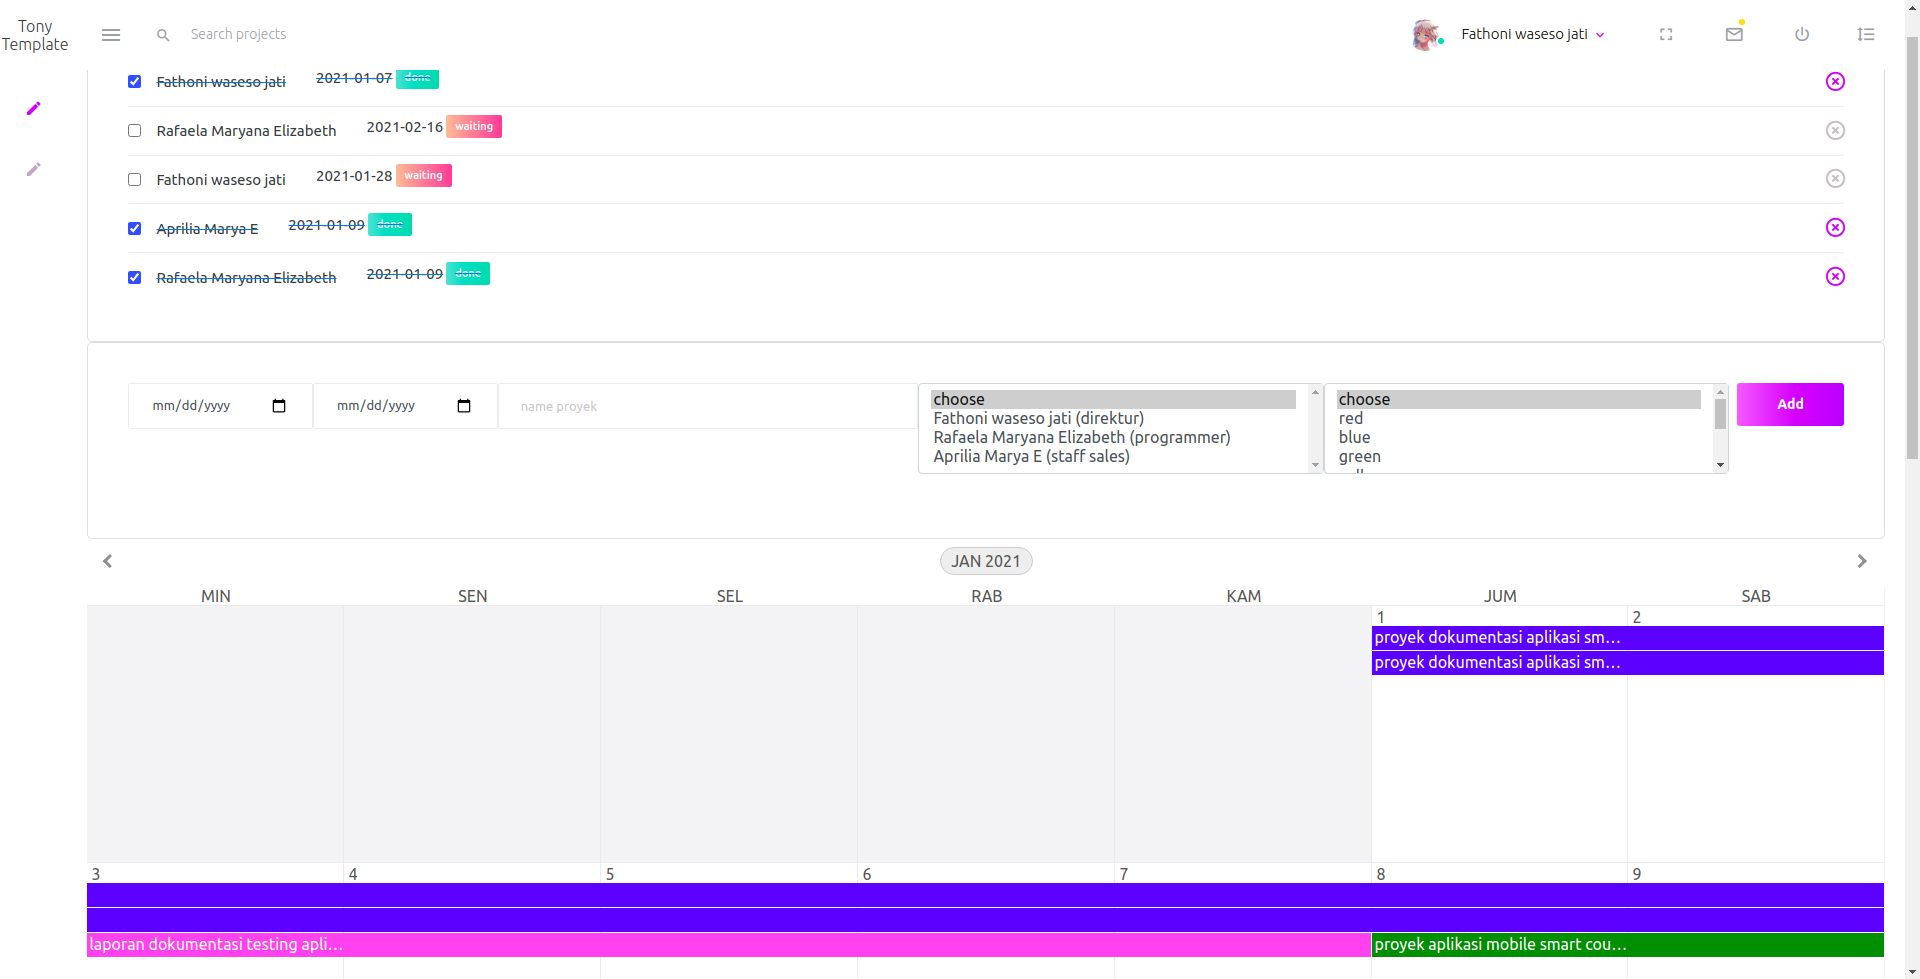 Tony
Template
Search projects
Fathoni waseso jati
Fathoni waseso jati 2021-01-07 done
Rafaela Maryana Elizabeth 2021-02-16 waiting
Fathoni waseso jati 2021-01-28 waiting
Aprilia Marya E 2021-01-09 done
Rafaela Maryana Elizabeth 2021-01-09 done
mm/dd/yyyy mm/dd/yyyy name proyek choose choose Add
Fathoni waseso jati (direktur) red
Rafaela Maryana Elizabeth (programmer) blue
Aprilia Marya E (staff sales) green
JAN 2021
MIN SEN SEL RAB KAM JUM SAB
1 2
proyek dokumentasi aplikasi sm...
proyek dokumentasi aplikasi sm...
3 4 5 6 7 8 9
laporan dokumentasi testing apli... proyek aplikasi mobile smart cou...